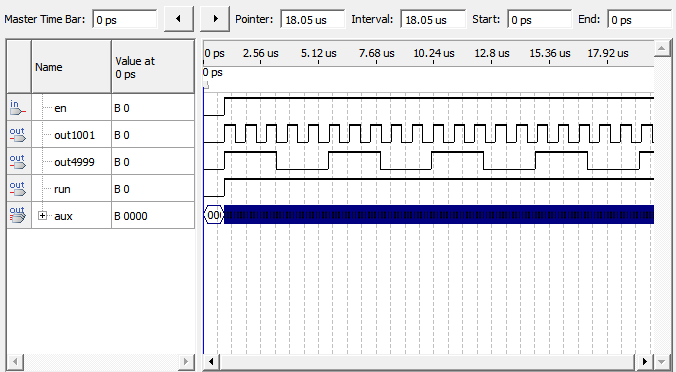 Master Time Bar: 0 ps Pointer: 18.05 us Interval: 18.05 us Start: 0 ps End: 0 ps
Name Value at 0 ps
0 ps 2.56 us 5.12 us 7.68 us 10.24 us 12.8 us 15.36 us 17.92 us
0 ps
in en B 0
out out1001 B 0
out out4999 B 0
out run B 0
out aux B 0000